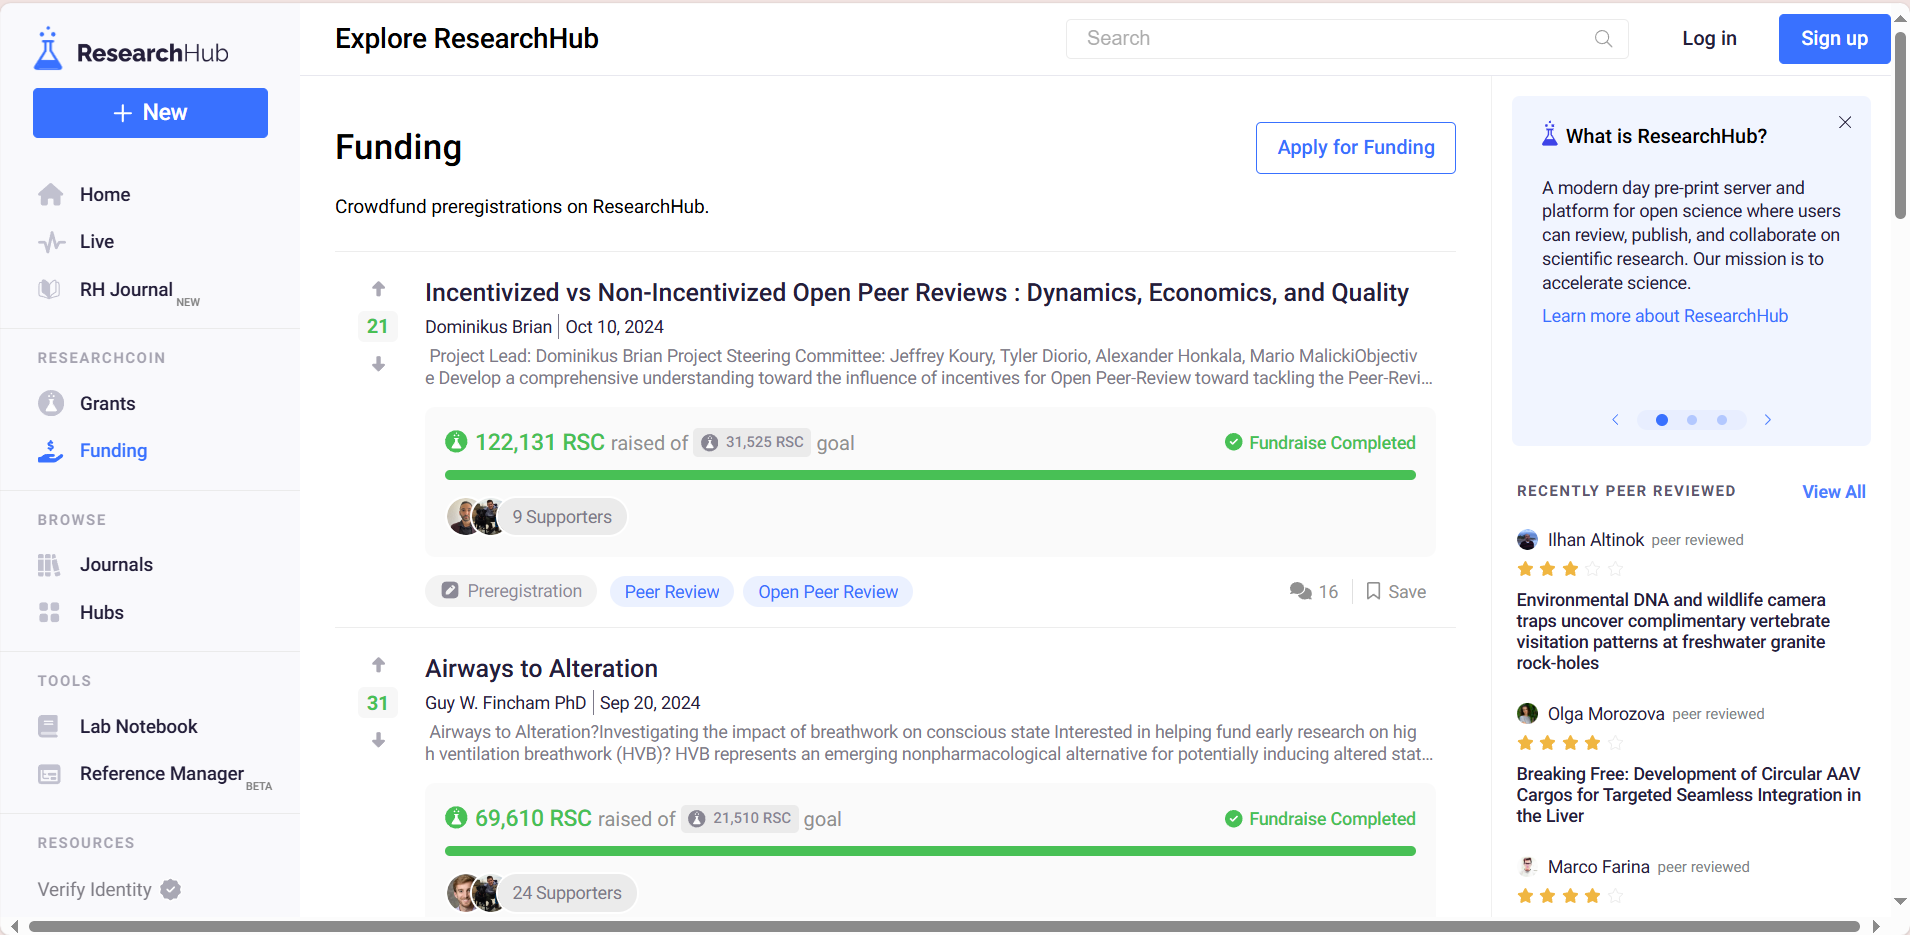 ResearchHub
+ New
Home
Live
RH Journal NEW
RESEARCHCOIN
Grants
Funding
BROWSE
Journals
Hubs
TOOLS
Lab Notebook
Reference Manager BETA
RESOURCES
Verify Identity
Explore ResearchHub
Search
Log in
Sign up
Funding
Apply for Funding
Crowdfund preregistrations on ResearchHub.
21
Incentivized vs Non-Incentivized Open Peer Reviews : Dynamics, Economics, and Quality
Dominikus Brian | Oct 10, 2024
Project Lead: Dominikus Brian Project Steering Committee: Jeffrey Koury, Tyler Diorio, Alexander Honkala, Mario MalickiObjectiv
e Develop a comprehensive understanding toward the influence of incentives for Open Peer-Review toward tackling the Peer-Revi...
122,131 RSC raised of 31,525 RSC goal
Fundraise Completed
9 Supporters
Preregistration
Peer Review
Open Peer Review
16
Save
31
Airways to Alteration
Guy W. Fincham PhD | Sep 20, 2024
Airways to Alteration?Investigating the impact of breathwork on conscious state Interested in helping fund early research on hig
h ventilation breathwork (HVB)? HVB represents an emerging nonpharmacological alternative for potentially inducing altered stat...
69,610 RSC raised of 21,510 RSC goal
Fundraise Completed
24 Supporters
What is ResearchHub?
A modern day pre-print server and
platform for open science where users
can review, publish, and collaborate on
scientific research. Our mission is to
accelerate science.
Learn more about ResearchHub
RECENTLY PEER REVIEWED
View All
Ilhan Altinok peer reviewed
Environmental DNA and wildlife camera
traps uncover complimentary vertebrate
visitation patterns at freshwater granite
rock-holes
Olga Morozova peer reviewed
Breaking Free: Development of Circular AAV
Cargos for Targeted Seamless Integration in
the Liver
Marco Farina peer reviewed